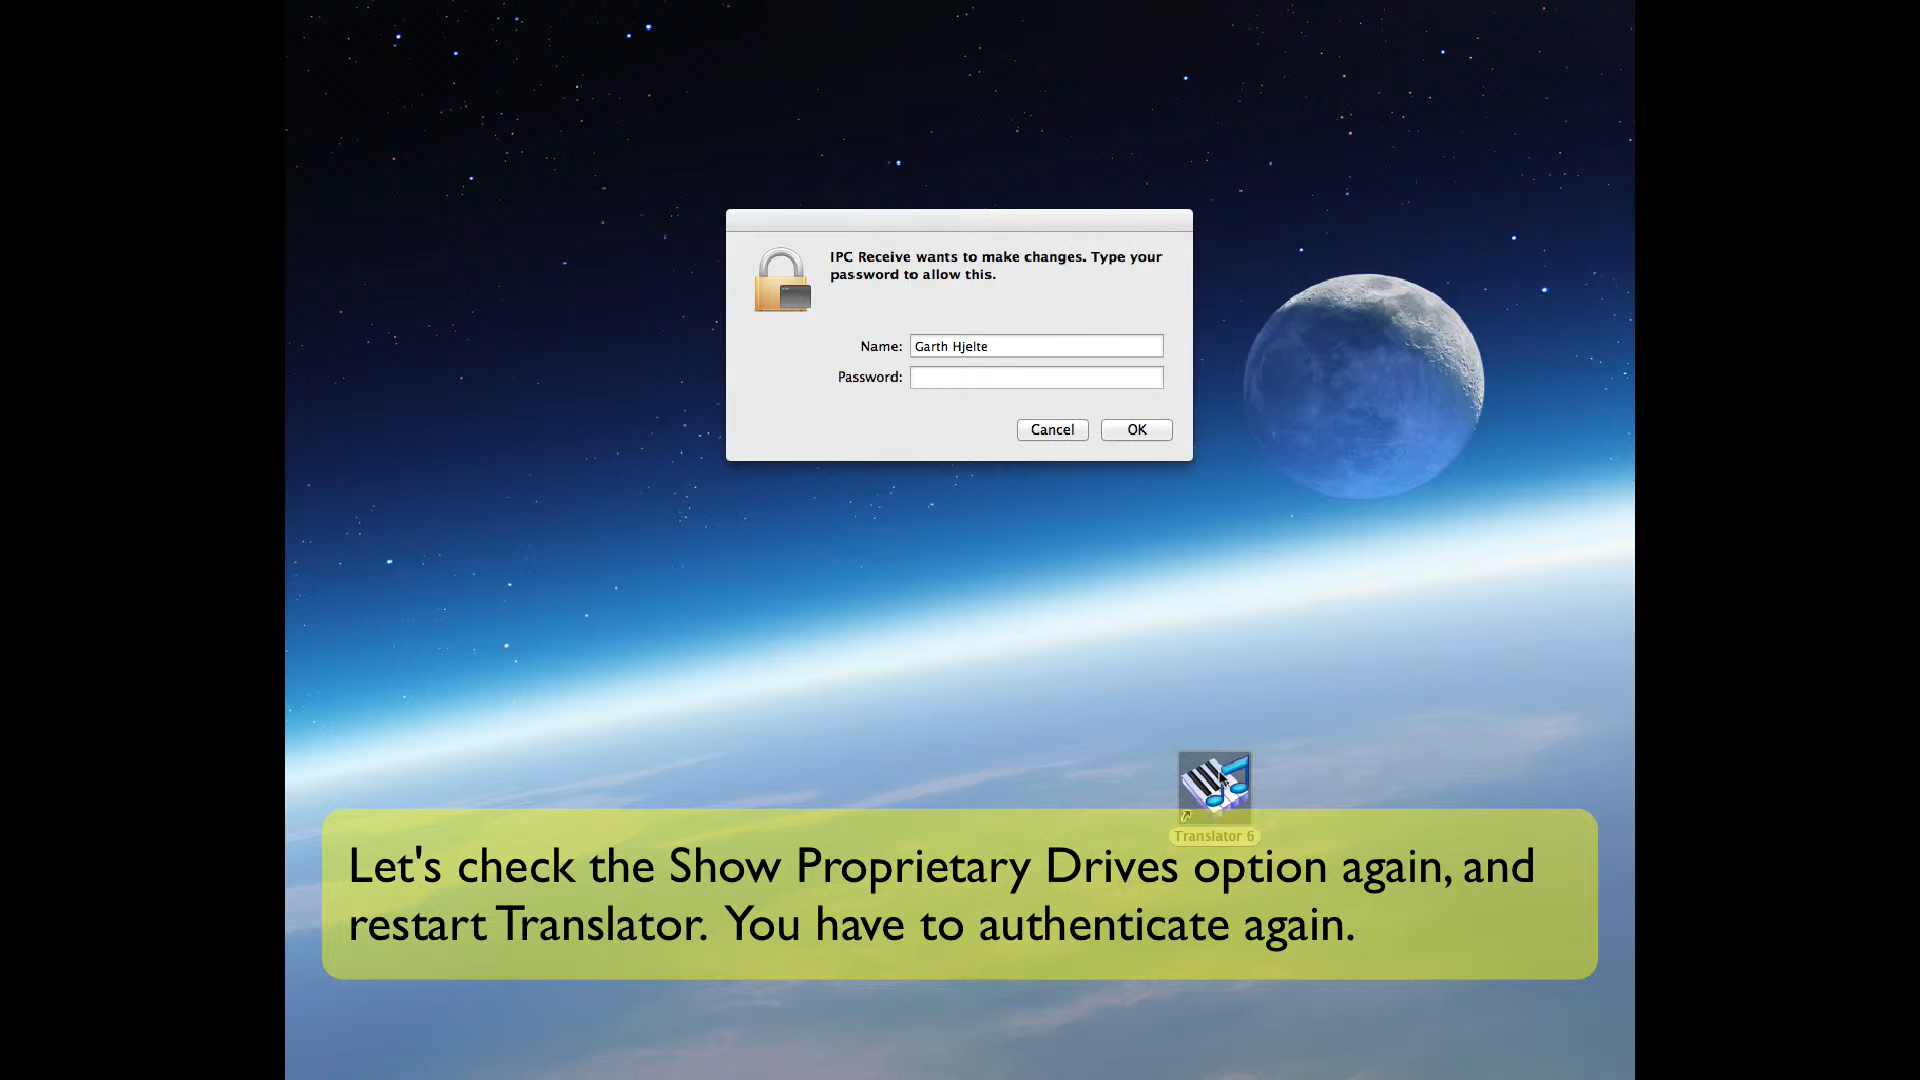 IPC Receive wants to make changes. Type your
password to allow this.
Name: Garth Hjelte
Password:
Cancel OK
Translator 6
Let's check the Show Proprietary Drives option again, and
restart Translator. You have to authenticate again.